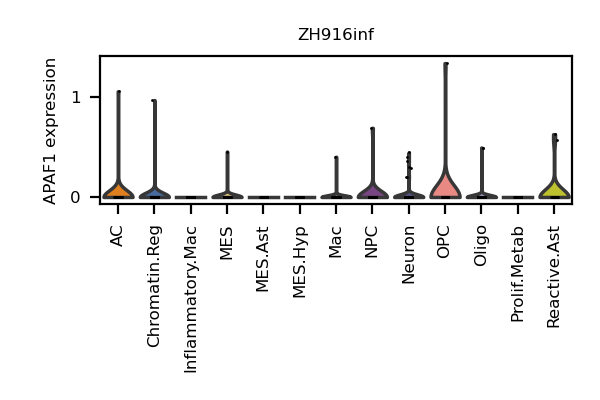 ZH916inf
APAF1 expression
1
0
AC
Chromatin.Reg
Inflammatory.Mac
MES
MES.Ast
MES.Hyp
Mac
NPC
Neuron
OPC
Oligo
Prolif.Metab
Reactive.Ast